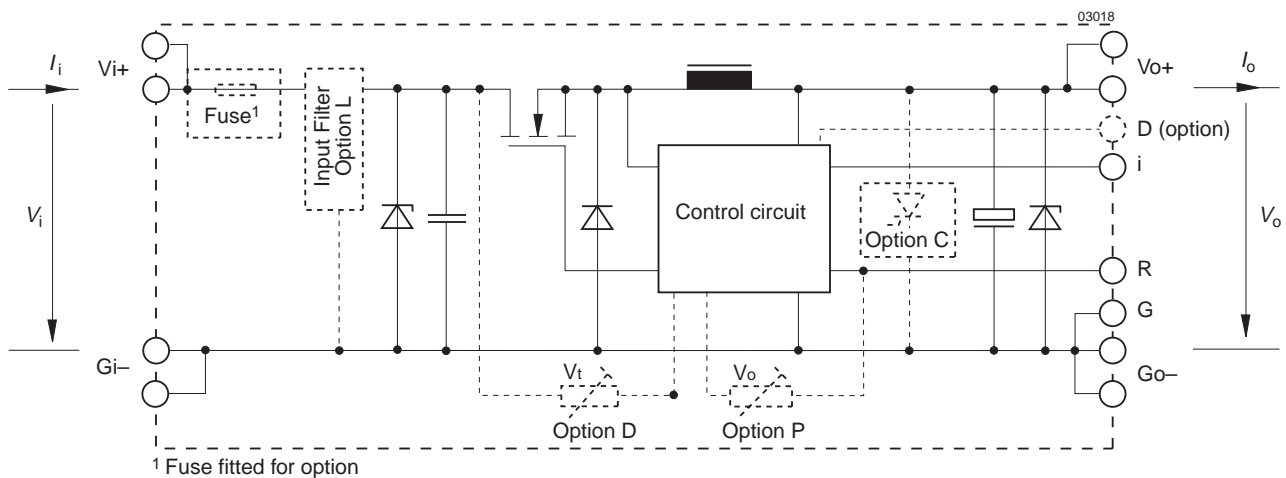 03018
Ii
Vi+
Fuse1
Input Filter
Option L
Vo+
Io
D (option)
i
Control circuit
Option C
Vi
Vo
R
G
Gi–
Go–
Vt
Option D
Vo
Option P
1 Fuse fitted for option